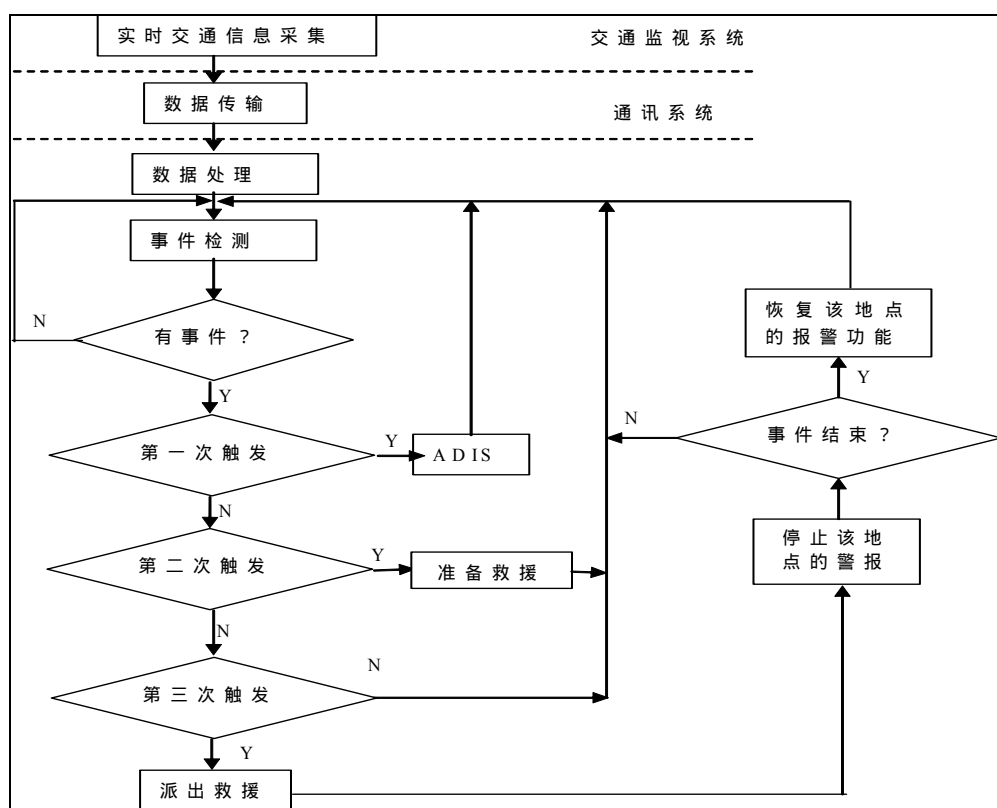 实时交通信息采集
交通监视系统
数据传输
通讯系统
数据处理
事件检测
N
有事件？
恢复该地点
的报警功能
Y
Y
N
第一次触发
Y
ADIS
事件结束？
N
停止该地
点的警报
第二次触发
Y
准备救援
N
N
第三次触发
Y
派出救援